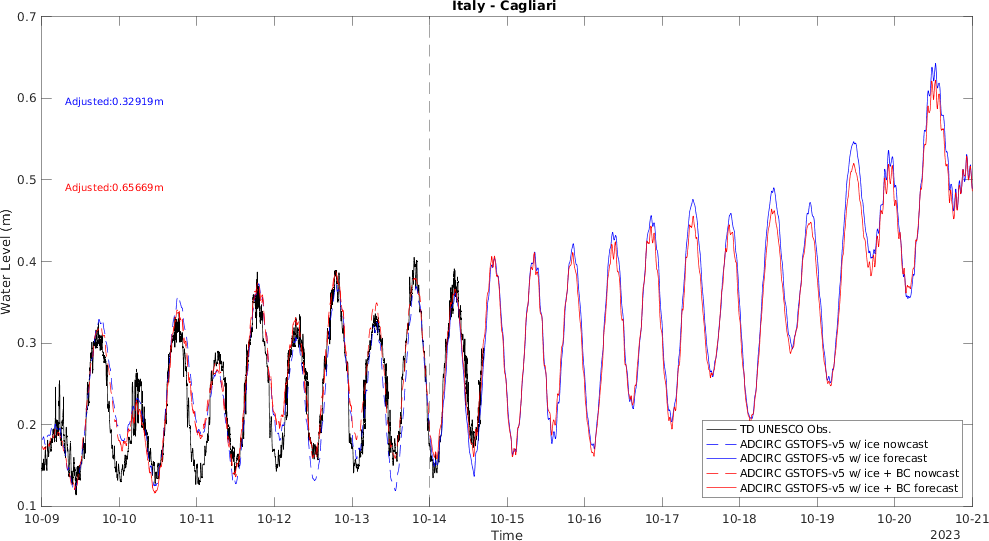 Italy - Cagliari
0.7
0.6
0.5
0.4
0.3
0.2
0.1
Water Level (m)
Adjusted:0.32919m
Adjusted:0.65669m
TD UNESCO Obs.
ADCIRC GSTOFS-v5 w/ ice nowcast
ADCIRC GSTOFS-v5 w/ ice forecast
ADCIRC GSTOFS-v5 w/ ice + BC nowcast
ADCIRC GSTOFS-v5 w/ ice + BC forecast
10-09 10-10 10-11 10-12 10-13 10-14 10-15 10-16 10-17 10-18 10-19 10-20 10-21
Time
2023